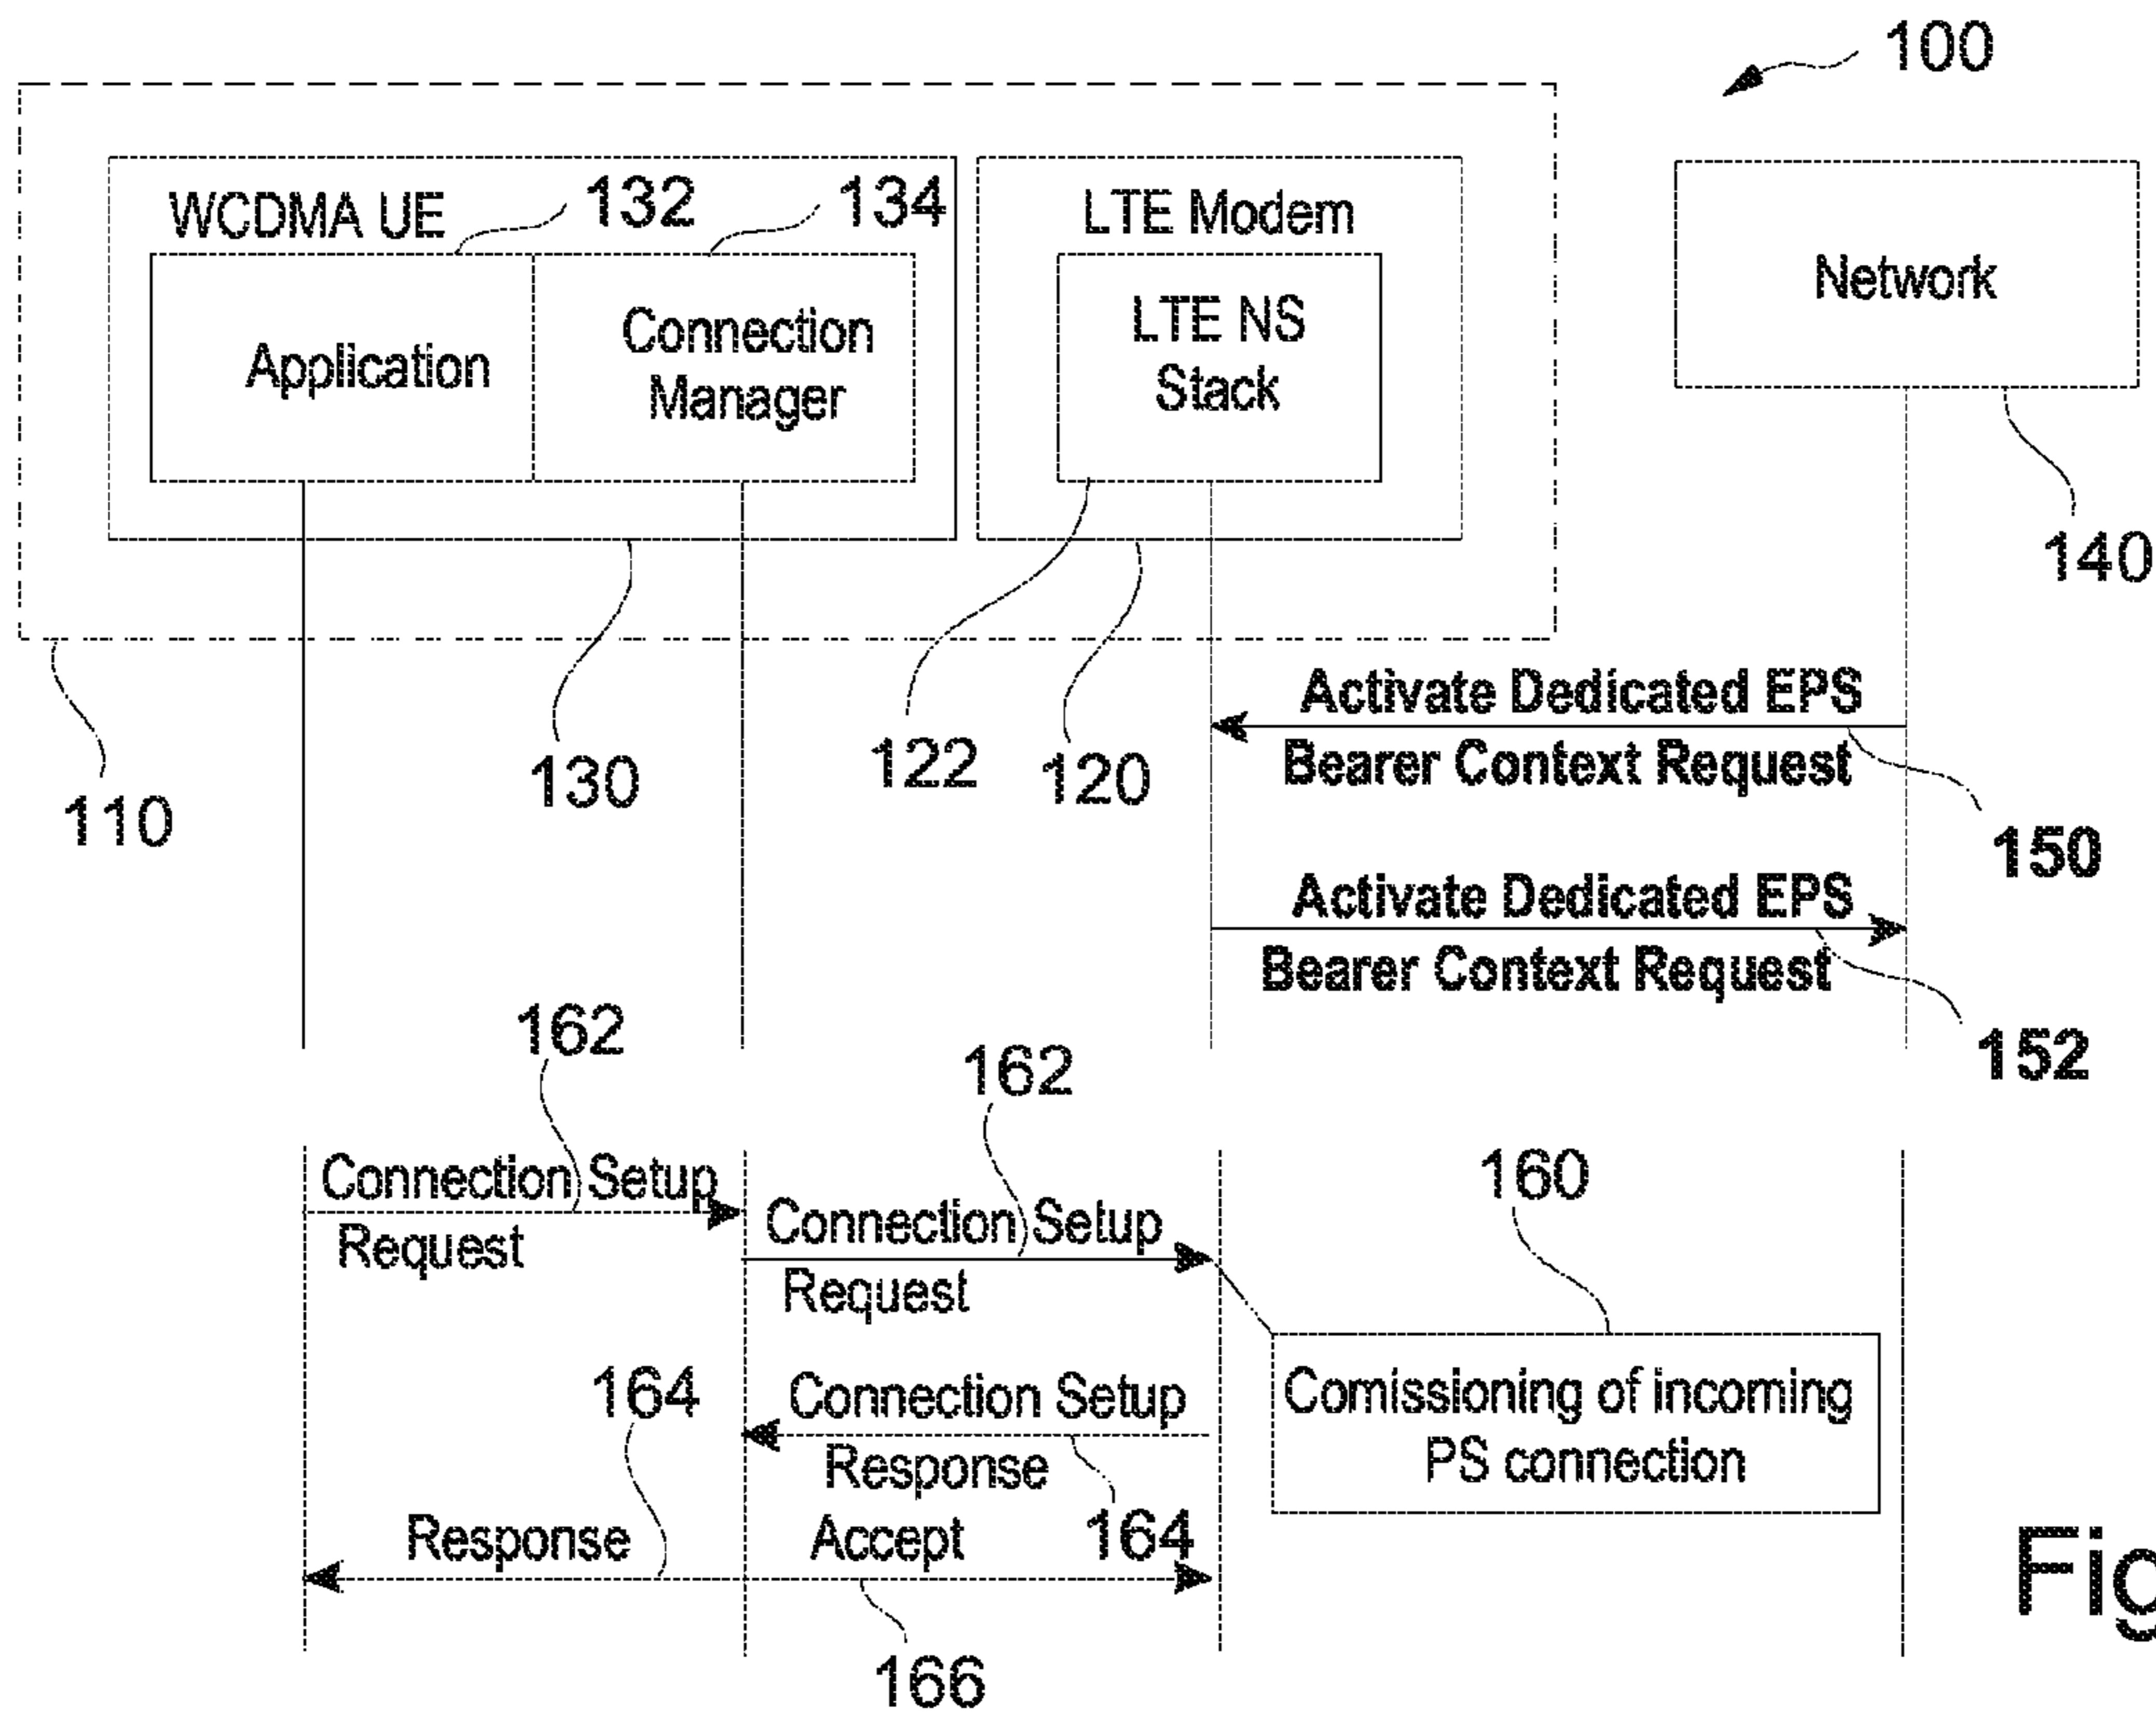 100
WCDMA UE
132
134
LTE Modem
Application
Connection
Manager
LTE NS
Stack
Network
140
110
130
122
120
Activate Dedicated EPS
Bearer Context Request
150
Activate Dedicated EPS
Bearer Context Request
152
162
162
Connection Setup
Request
Connection Setup
Request
160
164
Connection Setup
Response
Comissioning of incoming
PS connection
Response
Accept
164
166